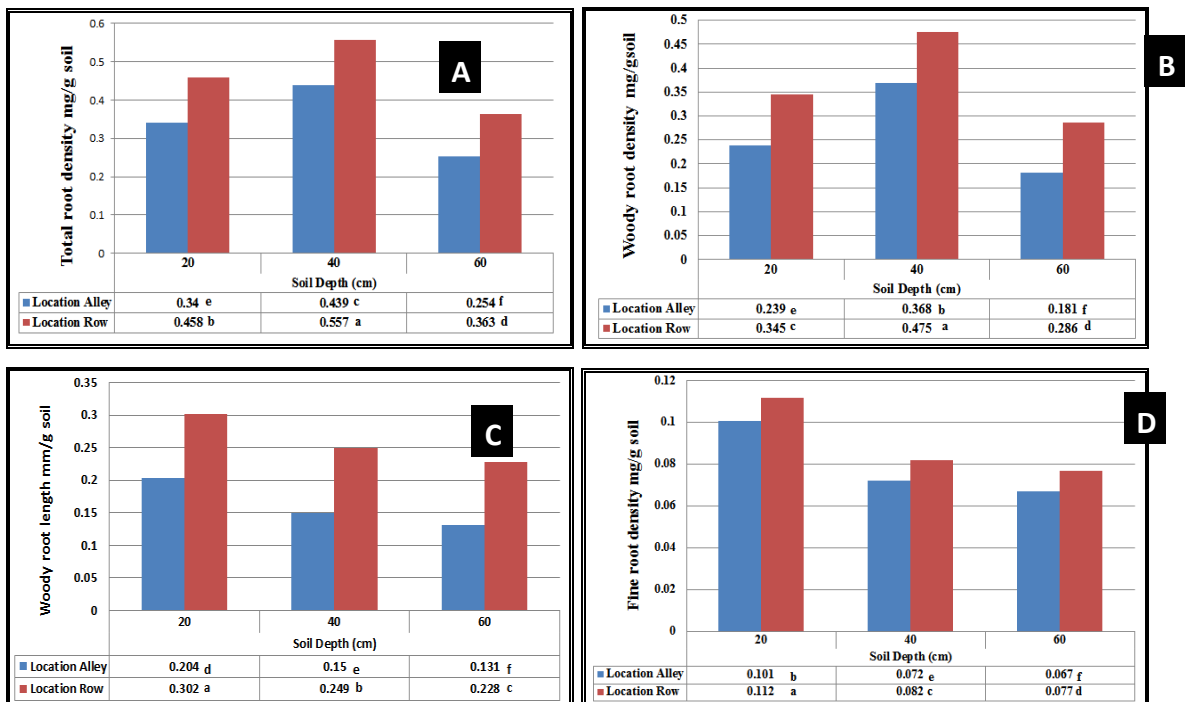 A
Total root density mg/g soil
0.6
0.5
0.4
0.3
0.2
0.1
0
20 40 60
Soil Depth (cm)
Location Alley 0.34 e 0.439 c 0.254 f
Location Row 0.458 b 0.557 a 0.363 d
B
Woody root density mg/gsoil
0.5
0.45
0.4
0.35
0.3
0.25
0.2
0.15
0.1
0.05
0
20 40 60
Soil Depth (cm)
Location Alley 0.239 e 0.368 b 0.181 f
Location Row 0.345 c 0.475 a 0.286 d
C
Woody root length mm/g soil
0.35
0.3
0.25
0.2
0.15
0.1
0.05
0
20 40 60
Soil Depth (cm)
Location Alley 0.204 d 0.15 e 0.131 f
Location Row 0.302 a 0.249 b 0.228 c
D
Fine root density mg/g soil
0.12
0.1
0.08
0.06
0.04
0.02
0
20 40 60
Soil Depth (cm)
Location Alley 0.101 b 0.072 e 0.067 f
Location Row 0.112 a 0.082 c 0.077 d